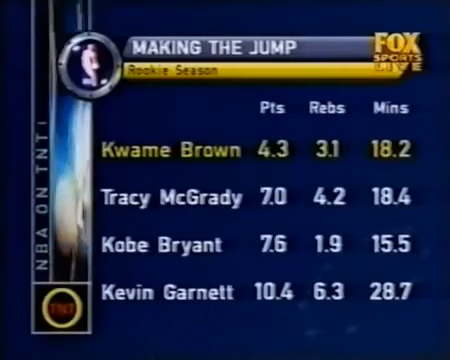 MAKING THE JUMP
FOX
SPORTS
LIVE
Rookie Season
Pts Rebs Mins
Kwame Brown 4.3 3.1 18.2
Tracy McGrady 7.0 4.2 18.4
Kobe Bryant 7.6 1.9 15.5
Kevin Garnett 10.4 6.3 28.7
NBA ON TNT
TNT